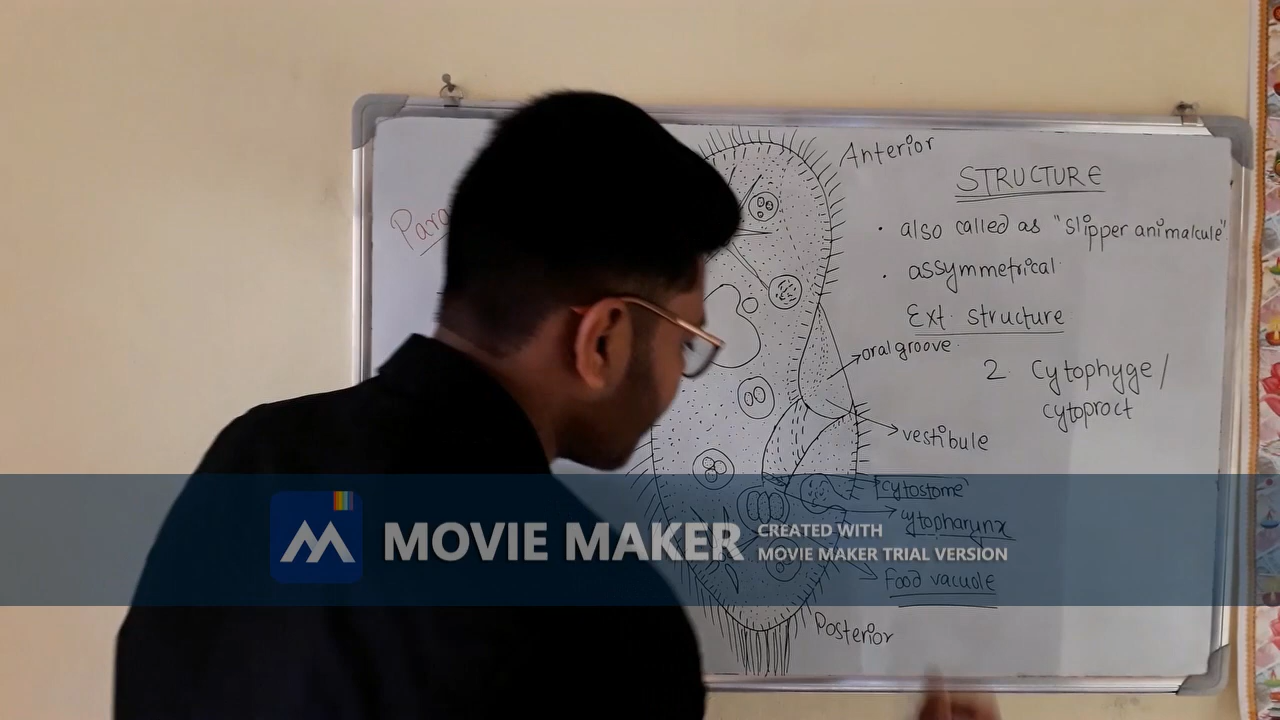 Anterior
STRUCTURE
Para
• also called as "slipper animalcule"
• assymmetrical
Ext structure
oral groove
2. Cytophyge/
cytoproct
vestibule
cytostome
cytopharynx
Food vacuole
Posterior
MOVIE MAKER
CREATED WITH
MOVIE MAKER TRIAL VERSION